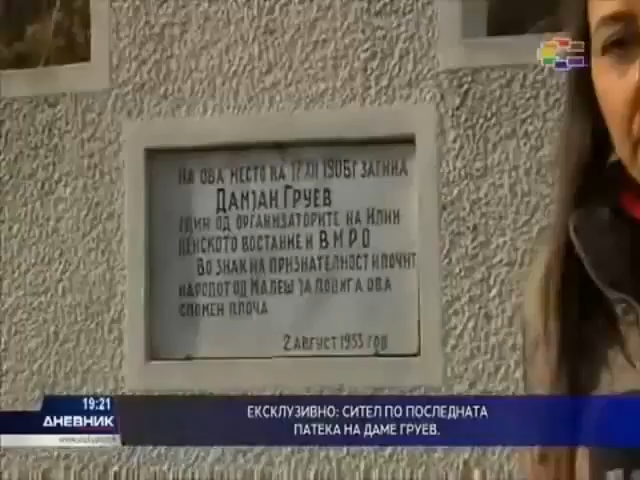 НА ОВА МЕСТО НА 17 XII 1906Г ЗАГИНА
ДАМЈАН ГРУЕВ
ЕДИН ОД ОРГАНИЗАТОРИТЕ НА ИЛИН
ДЕНСКОТО ВОСТАНИЕ И ВМРО
ВО ЗНАК НА ПРИЗНАТЕЛНОСТ И ПОЧИТ
НАРОДОТ ОД МАЛЕШ ЈА ПОДИГА ОВА
СПОМЕН ПЛОЧА
2 АВГУСТ 1953 ГОД
19:21
ДНЕВНИК
ЕКСКЛУЗИВНО: СИТЕЛ ПО ПОСЛЕДНАТА
ПАТЕКА НА ДАМЕ ГРУЕВ.